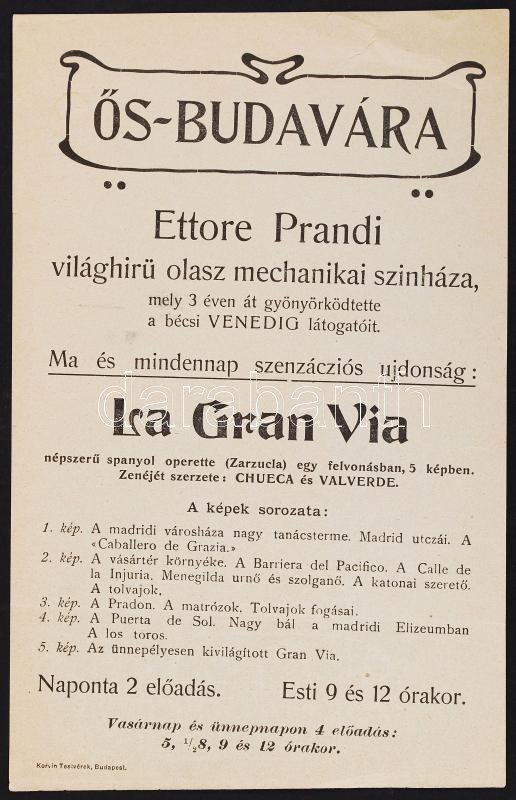 ŐS-BUDAVÁRA
Ettore Prandi
világhirü olasz mechanikai szinháza,
mely 3 éven át gyönyörködtette
a bécsi VENEDIG látogatóit.
Ma és mindennap szenzácziós ujdonság:
La Gran Via
népszerű spanyol operette (Zarzucla) egy felvonásban, 5 képben.
Zenéjét szerzete: CHUECA és VALVERDE.
A képek sorozata:
1. kép. A madridi városháza nagy tanácsterme. Madrid utczái. A
«Caballero de Grazia.»
2. kép. A vásártér környéke. A Barriera del Pacifico. A Calle de
la Injuria. Menegilda urnő és szolganő. A katonai szerető.
A tolvajok.
3. kép. A Pradon. A matrózok. Tolvajok fogásai.
4. kép. A Puerta de Sol. Nagy bál a madridi Elizeumban
A los toros.
5. kép. Az ünnepélyesen kivilágított Gran Via.
Naponta 2 előadás. Esti 9 és 12 órakor.
Vasárnap és ünnepnapon 4 előadás:
5, 1/28, 9 és 12 órakor.
Korvin Testvérek, Budapest.
darabanth